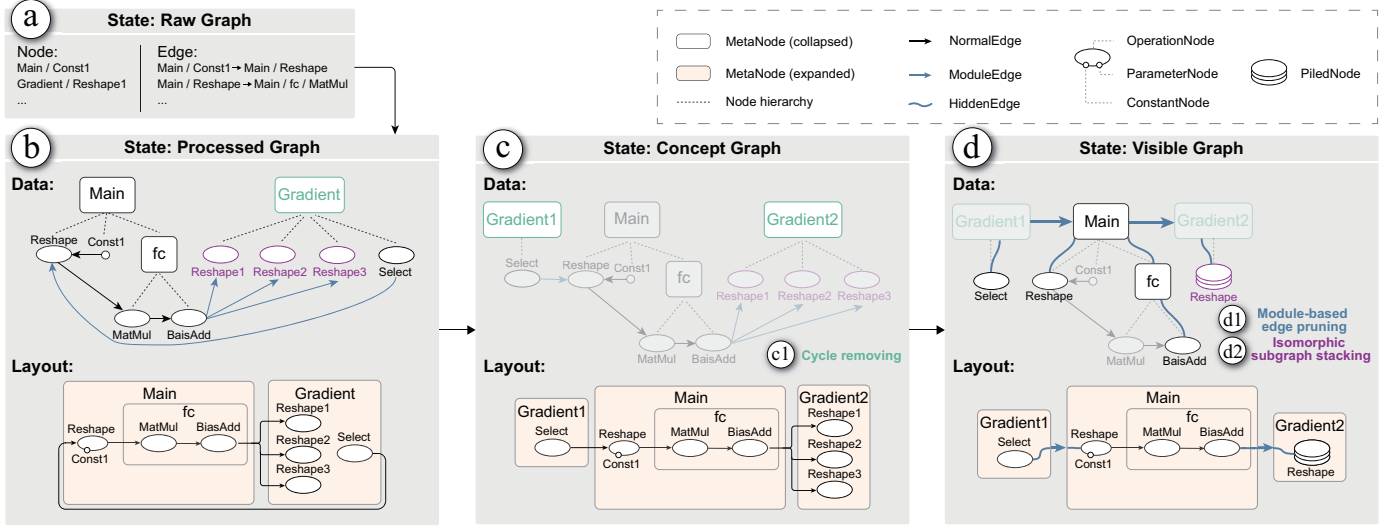 a
State: Raw Graph
Node:
Main / Const1
Gradient / Reshape1
...
Edge:
Main / Const1→Main / Reshape
Main / Reshape→Main / fc / MatMul
...
MetaNode (collapsed)
MetaNode (expanded)
Node hierarchy
NormalEdge
ModuleEdge
HiddenEdge
OperationNode
ParameterNode
ConstantNode
PiledNode
b
State: Processed Graph
Data:
Main
Gradient
Reshape
Const1
fc
Reshape1
Reshape2
Reshape3
Select
MatMul
BaisAdd
Layout:
Main
Gradient
fc
Reshape
Const1
MatMul
BiasAdd
Reshape1
Reshape2
Reshape3
Select
c
State: Concept Graph
Data:
Gradient1
Main
Gradient2
Select
Reshape
Const1
fc
Reshape1
Reshape2
Reshape3
MatMul
BaisAdd
c1
Cycle removing
Layout:
Gradient1
Select
Main
fc
Reshape
Const1
MatMul
BiasAdd
Gradient2
Reshape1
Reshape2
Reshape3
d
State: Visible Graph
Data:
Gradient1
Main
Gradient2
Select
Reshape
Const1
fc
Reshape
MatMul
BaisAdd
d1
Module-based
edge pruning
d2
Isomorphic
subgraph stacking
Layout:
Gradient1
Select
Main
fc
Reshape
Const1
MatMul
BiasAdd
Gradient2
Reshape